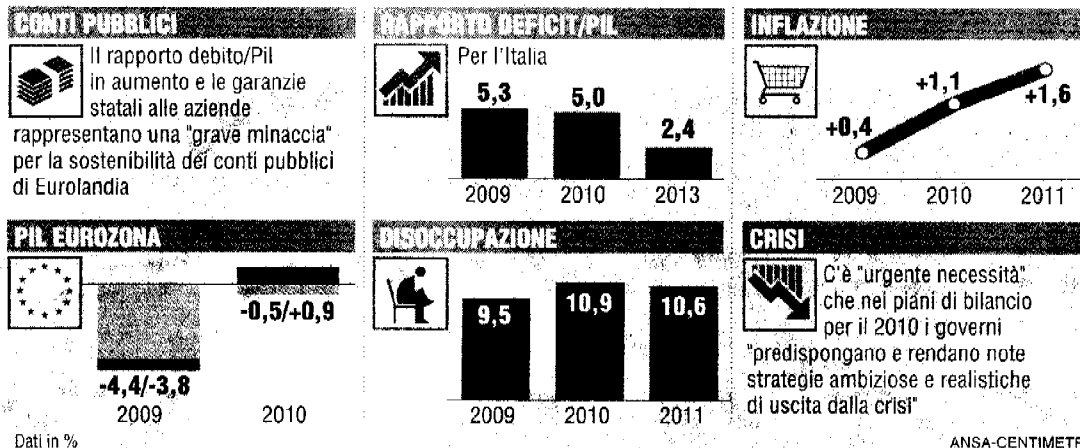 CONTI PUBBLICI
Il rapporto debito/Pil
in aumento e le garanzie
statali alle aziende
rappresentano una "grave minaccia"
per la sostenibilità dei conti pubblici
di Eurolandia
RAPPORTO DEFICIT/PIL
Per l'Italia
5,3
5,0
2,4
2009
2010
2013
INFLAZIONE
+0,4
+1,1
+1,6
2009
2010
2011
PIL EUROZONA
-4,4/-3,8
-0,5/+0,9
2009
2010
DISOCCUPAZIONE
9,5
10,9
10,6
2009
2010
2011
CRISI
C'è "urgente necessità"
che nei piani di bilancio
per il 2010 i governi
"predispongano e rendano note
strategie ambiziose e realistiche
di uscita dalla crisi"
Dati in %
ANSA-CENTIMETR